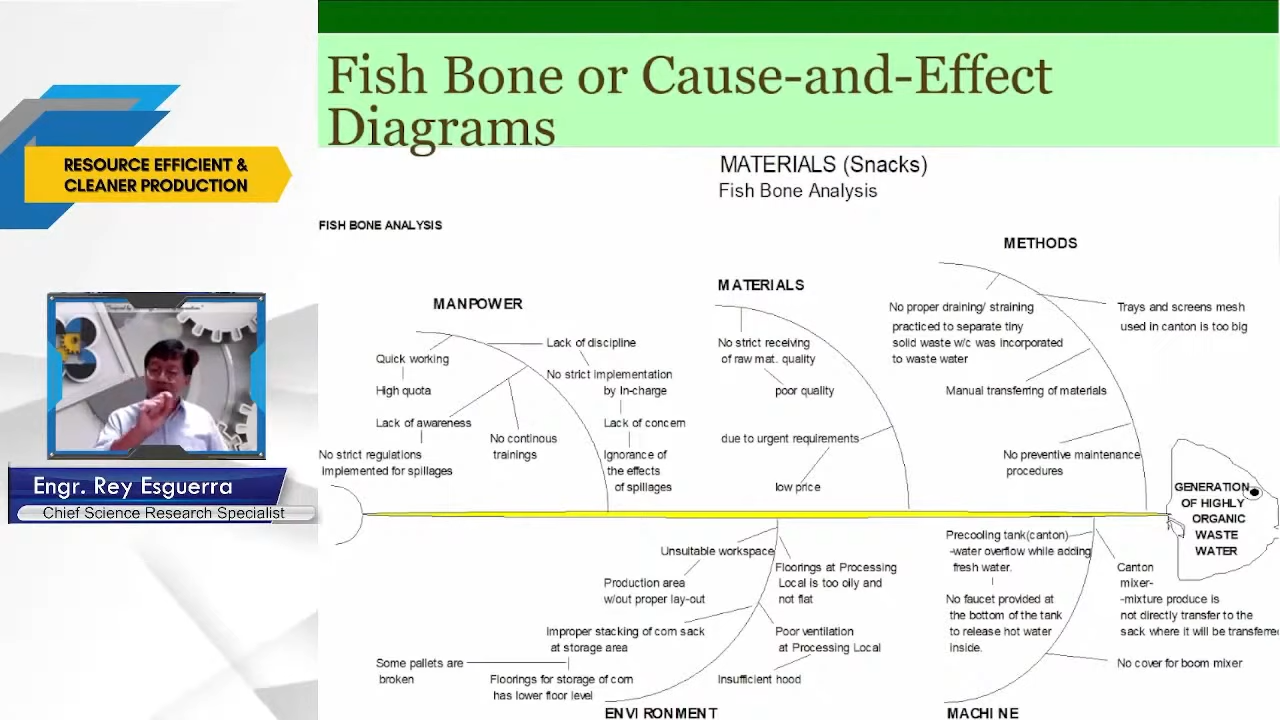 Fish Bone or Cause-and-Effect
Diagrams
RESOURCE EFFICIENT &
CLEANER PRODUCTION
Engr. Rey Esguerra
Chief Science Research Specialist
MATERIALS (Snacks)
Fish Bone Analysis
FISH BONE ANALYSIS
MANPOWER
Quick working
High quota
Lack of awareness
No strict regulations
implemented for spillages
No continous
trainings
Lack of discipline
No strict implementation
by In-charge
Lack of concern
Ignorance of
the effects
of spillages
MATERIALS
No strict receiving
of raw mat. quality
poor quality
due to urgent requirements
low price
METHODS
No proper draining/ straining
practiced to separate tiny
solid waste w/c was incorporated
to waste water
Trays and screens mesh
used in canton is too big
Manual transferring of materials
No preventive maintenance
procedures
GENERATION
OF HIGHLY
ORGANIC
WASTE
WATER
Unsuitable workspace
Production area
w/out proper lay-out
Improper stacking of corn sack
at storage area
Some pallets are
broken
Floorings for storage of corn
has lower floor level
Floorings at Processing
Local is too oily and
not flat
Poor ventilation
at Processing Local
Insufficient hood
ENVIRONMENT
Precooling tank(canton)
-water overflow while adding
fresh water.
No faucet provided at
the bottom of the tank
to release hot water
inside.
Canton
mixer-
-mixture produce is
not directly transfer to the
sack where it will be transferre
No cover for boom mixer
MACHINE